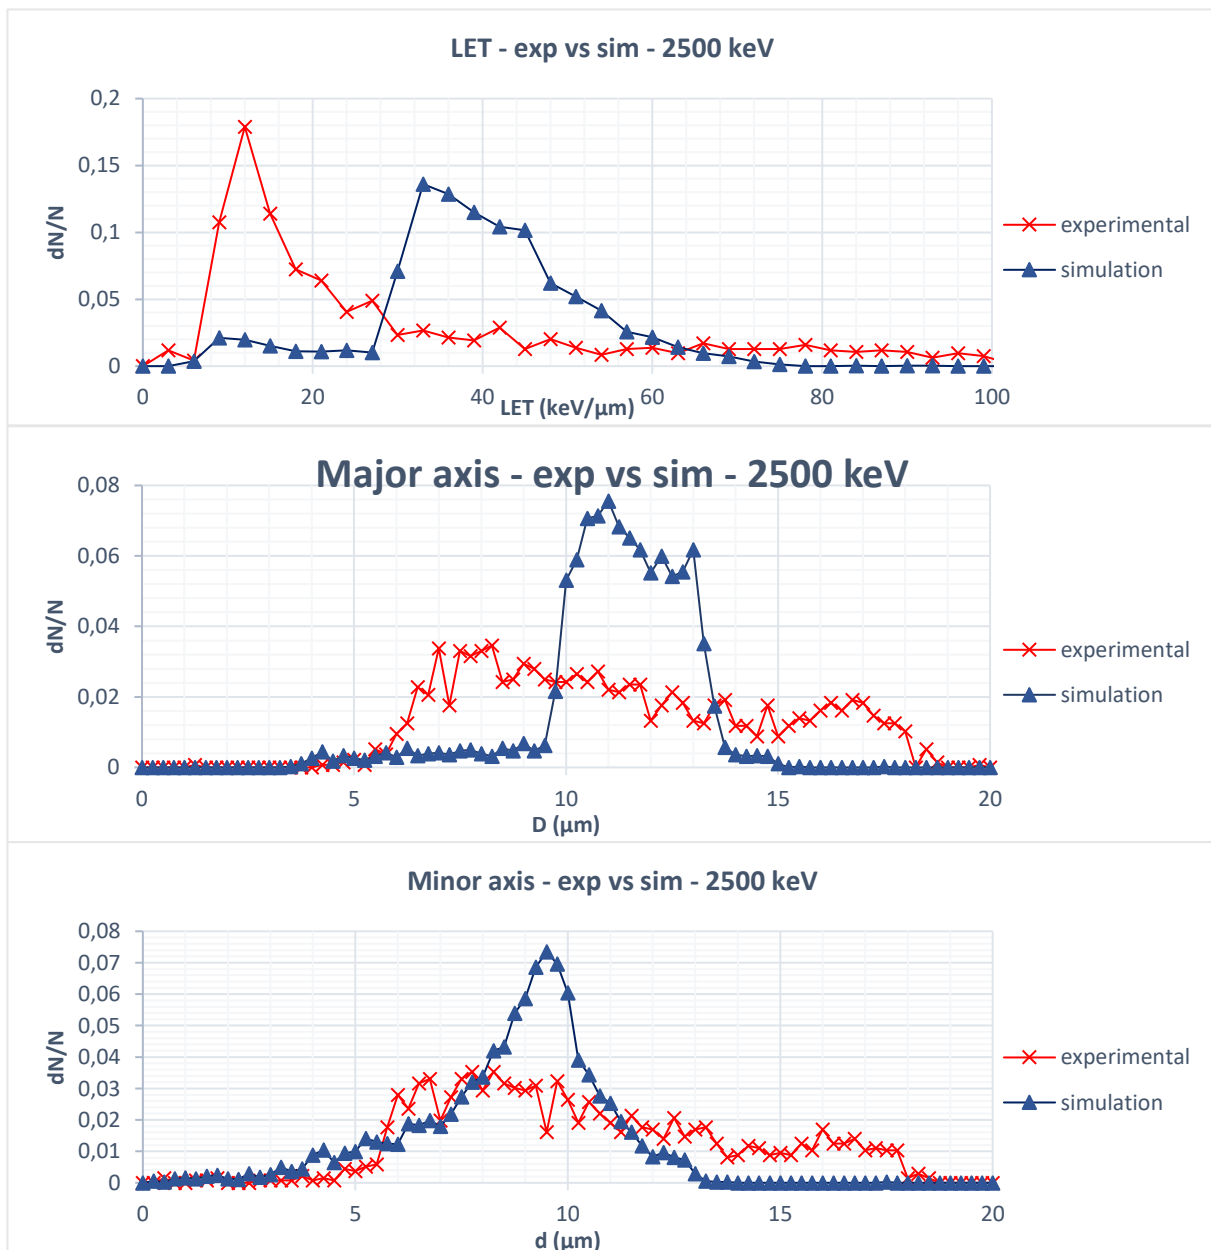 LET - exp vs sim - 2500 keV
0,2
0,15
0,1
0,05
0
dN/N
0 20 40 60 80 100
LET (keV/µm)
experimental
simulation
Major axis - exp vs sim - 2500 keV
0,08
0,06
0,04
0,02
0
dN/N
0 5 10 15 20
D (µm)
experimental
simulation
Minor axis - exp vs sim - 2500 keV
0,08
0,07
0,06
0,05
0,04
0,03
0,02
0,01
0
dN/N
0 5 10 15 20
d (µm)
experimental
simulation